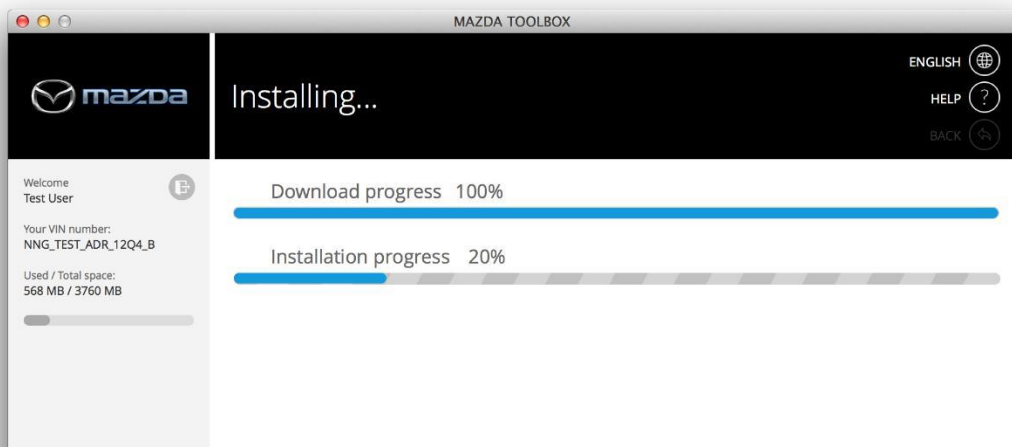 MAZDA TOOLBOX
mazda
Installing...
ENGLISH
HELP ?
BACK
Welcome
Test User
Your VIN number:
NNG_TEST_ADR_12Q4_B
Used / Total space:
568 MB / 3760 MB
Download progress 100%
Installation progress 20%